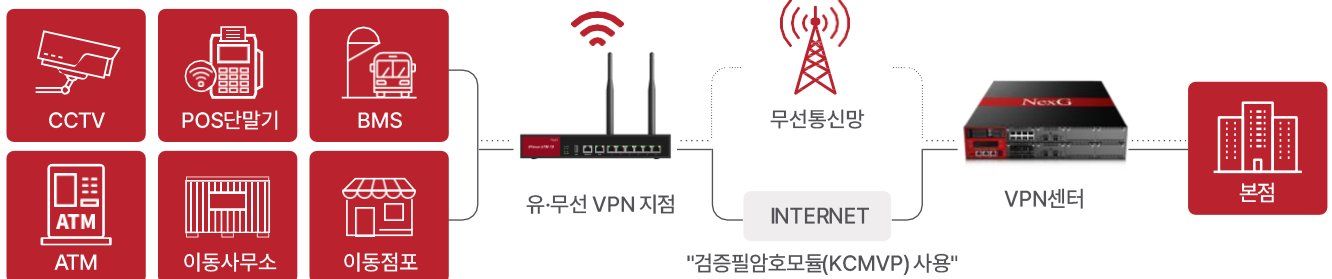 CCTV
POS단말기
BMS
ATM
ATM
이동사무소
이동점포
유·무선 VPN 지점
무선통신망
INTERNET
"검증필암호모듈(KCMVP) 사용"
NexG
VPN센터
본점